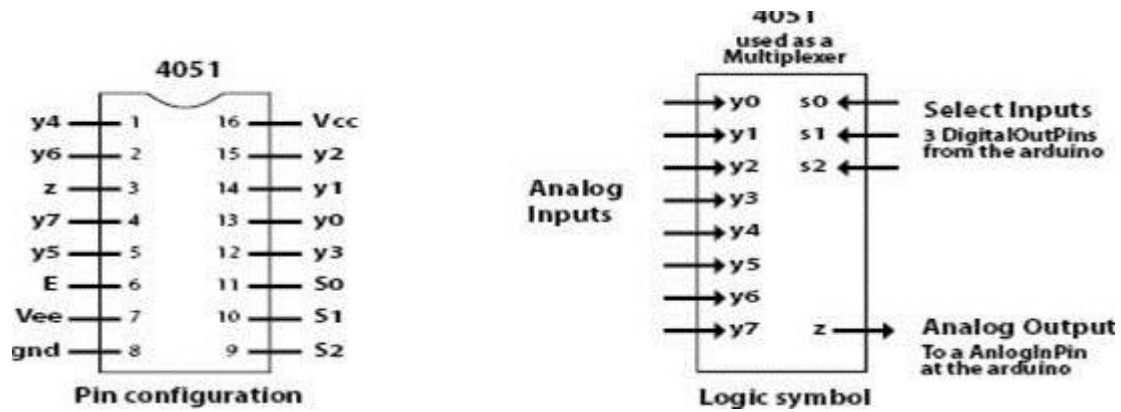 4051
y4 1 16 Vcc
y6 2 15 y2
z 3 14 y1
y7 4 13 y0
y5 5 12 y3
E 6 11 S0
Vee 7 10 S1
gnd 8 9 S2
Pin configuration
4051
used as a
Multiplexer
Analog
Inputs
y0 s0
y1 s1
y2 s2
y3
y4
y5
y6
y7 z
Select Inputs
3 DigitalOutPins
from the arduino
Analog Output
To a AnlogInPin
at the arduino
Logic symbol